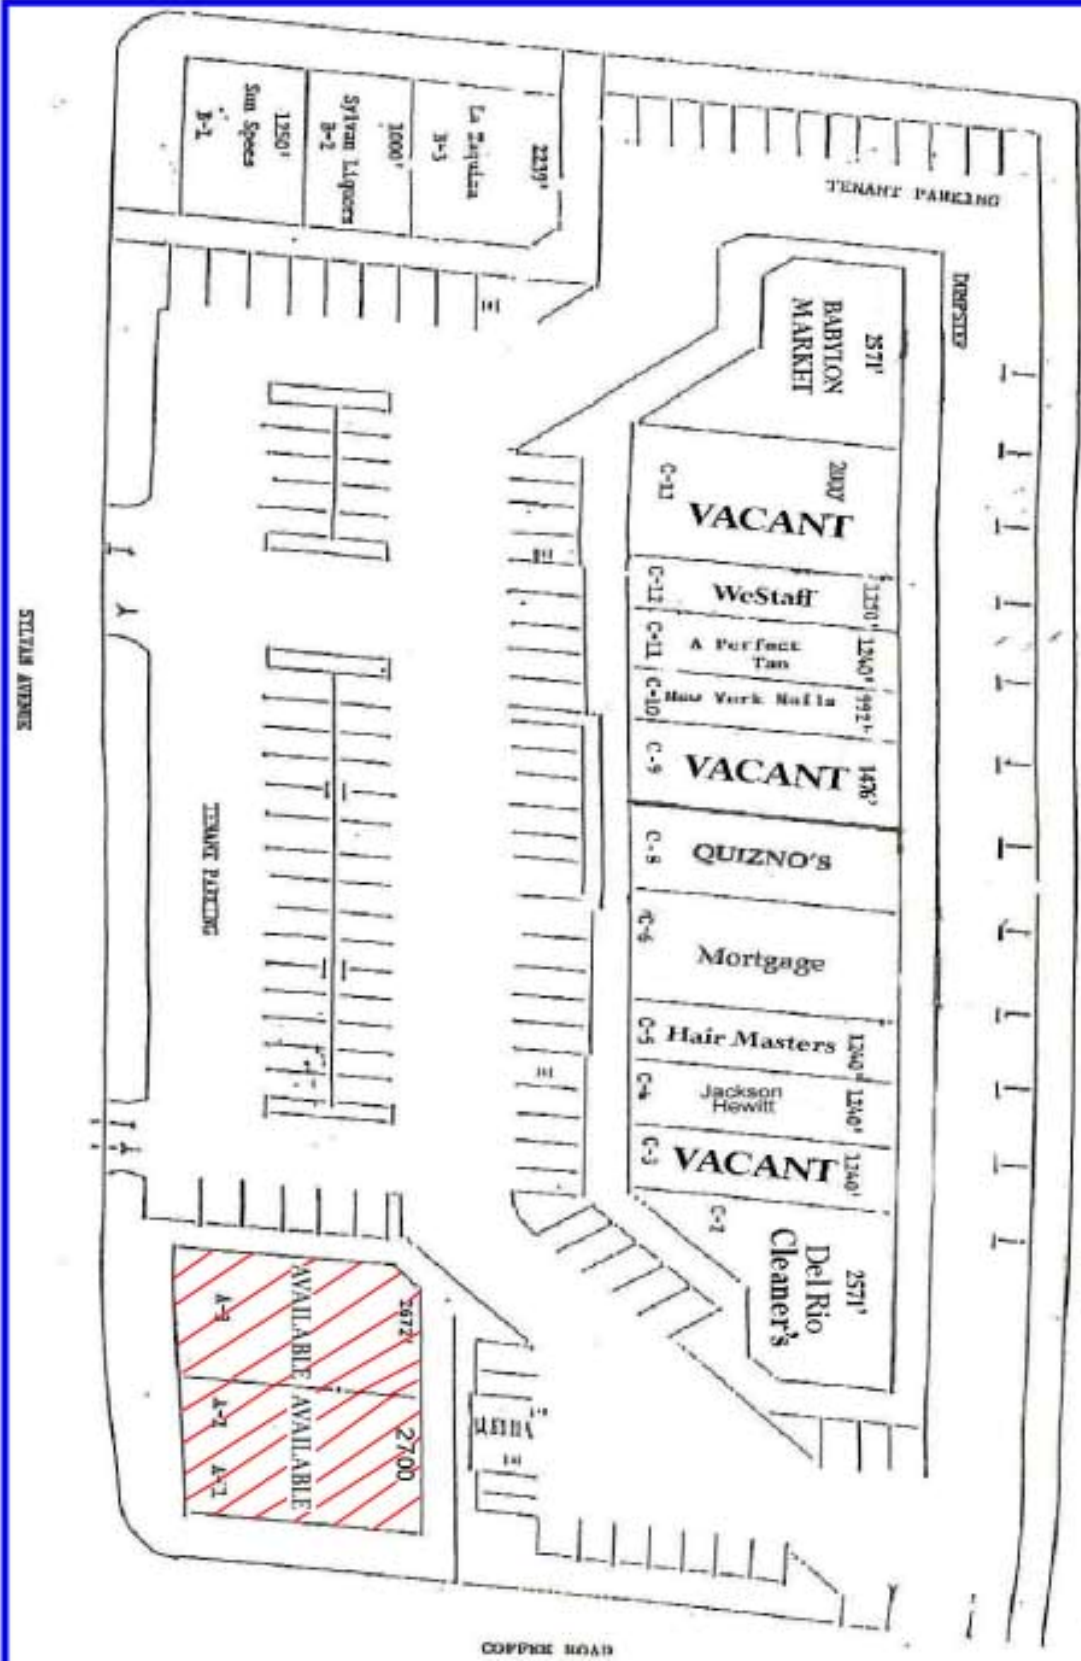 2239'
La Taquiza
B-3
1000'
Sylvan Liquors
B-2
1250'
Sun Specs
B-1
TENANT PARKING
DUMPSTER
2571'
BABYLON
MARKET
2000'
VACANT
C-13
1250'
WeStaff
C-12
1240'
A Perfect
Tan
C-11
992'
New York Nails
C-10
1476'
VACANT
C-9
QUIZNO'S
C-8
Mortgage
C-6
1240'
Hair Masters
C-5
1240'
Jackson
Hewitt
C-4
1240'
VACANT
C-3
2571'
Del Rio
Cleaner's
C-2
TENANT PARKING
SYLVAN AVENUE
2672'
AVAILABLE
A-3
2700
AVAILABLE
A-2
A-1
COFFEE ROAD